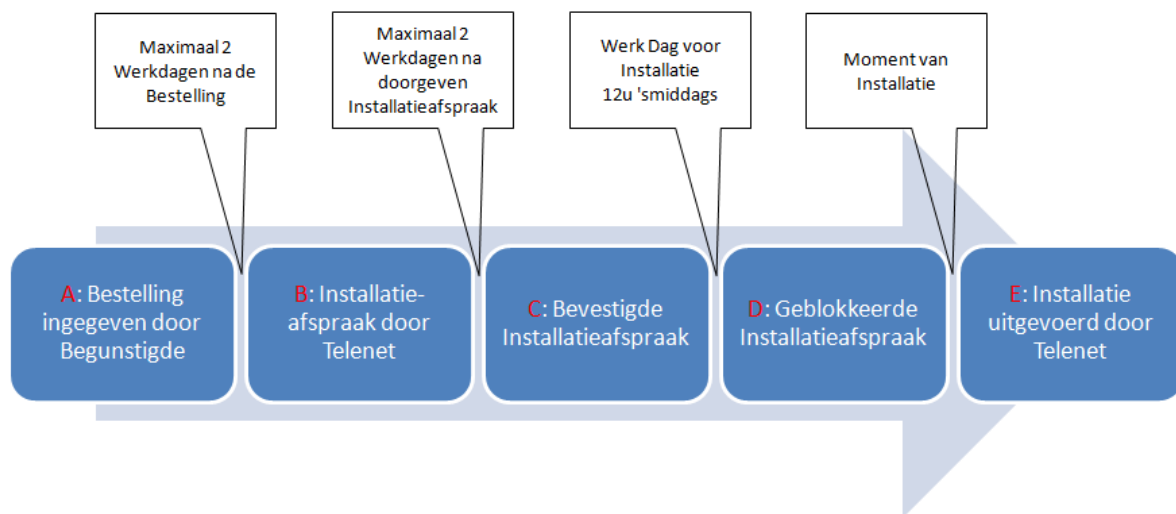 Maximaal 2
Werkdagen na de
Bestelling
Maximaal 2
Werkdagen na
doorgeven
Installatieafspraak
Werk Dag voor
Installatie
12u 'smiddags
Moment van
Installatie
A: Bestelling
ingegeven door
Begunstigde
B: Installatie-
afspraak door
Telenet
C: Bevestigde
Installatieafspraak
D: Geblokkeerde
Installatieafspraak
E: Installatie
uitgevoerd door
Telenet